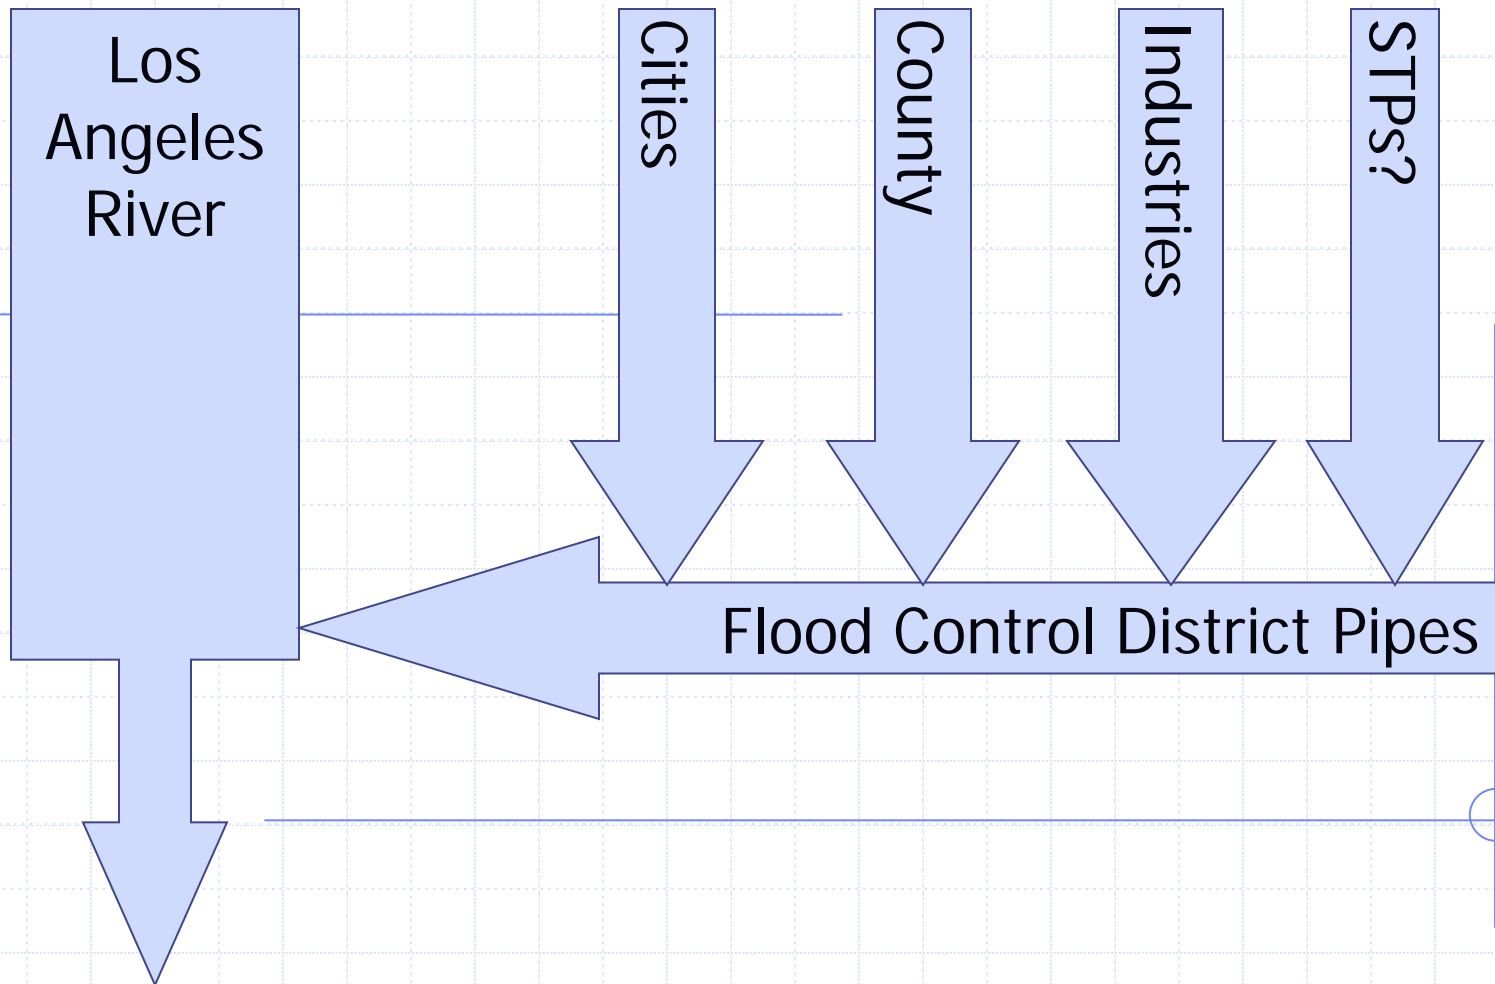 Los
Angeles
River
Cities
County
Industries
STPs?
Flood Control District Pipes